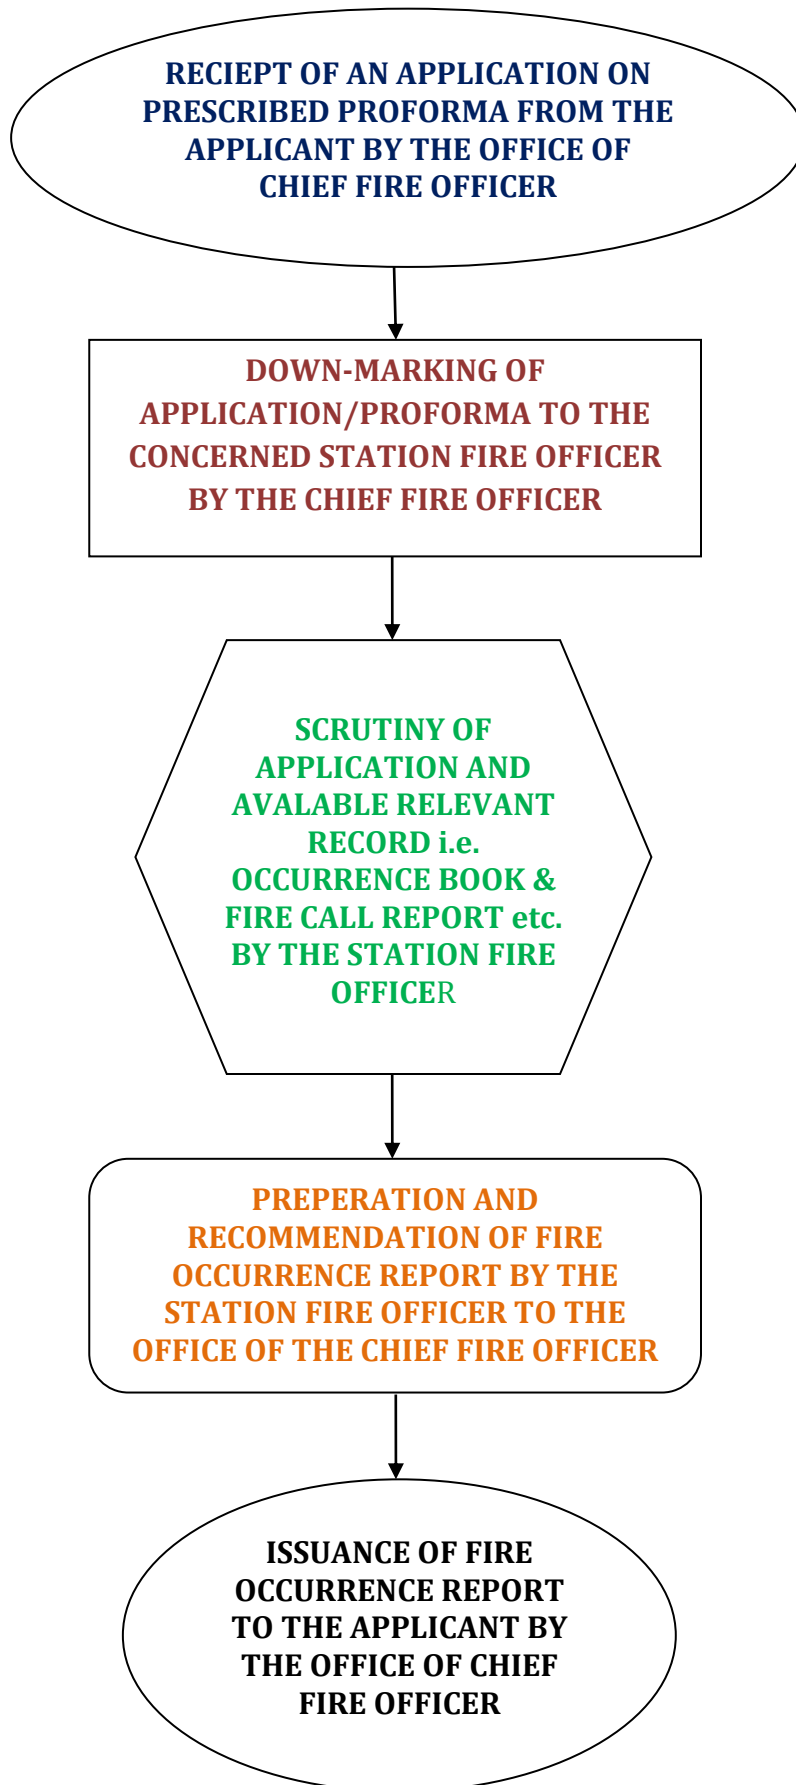 RECIEPT OF AN APPLICATION ON
PRESCRIBED PROFORMA FROM THE
APPLICANT BY THE OFFICE OF
CHIEF FIRE OFFICER
DOWN-MARKING OF
APPLICATION/PROFORMA TO THE
CONCERNED STATION FIRE OFFICER
BY THE CHIEF FIRE OFFICER
SCRUTINY OF
APPLICATION AND
AVALABLE RELEVANT
RECORD i.e.
OCCURRENCE BOOK &
FIRE CALL REPORT etc.
BY THE STATION FIRE
OFFICER
PREPERATION AND
RECOMMENDATION OF FIRE
OCCURRENCE REPORT BY THE
STATION FIRE OFFICER TO THE
OFFICE OF THE CHIEF FIRE OFFICER
ISSUANCE OF FIRE
OCCURRENCE REPORT
TO THE APPLICANT BY
THE OFFICE OF CHIEF
FIRE OFFICER